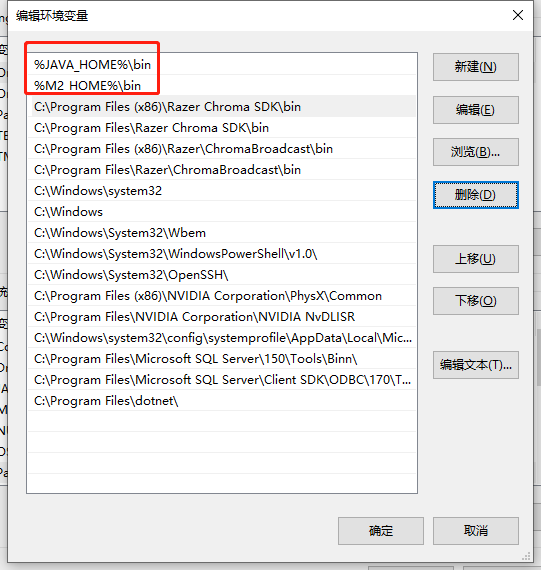 编辑环境变量
%JAVA_HOME%\bin
%M2_HOME%\bin
C:\Program Files (x86)\Razer Chroma SDK\bin
C:\Program Files\Razer Chroma SDK\bin
C:\Program Files (x86)\Razer\ChromaBroadcast\bin
C:\Program Files\Razer\ChromaBroadcast\bin
C:\Windows\system32
C:\Windows
C:\Windows\System32\Wbem
C:\Windows\System32\WindowsPowerShell\v1.0\
C:\Windows\System32\OpenSSH\
C:\Program Files (x86)\NVIDIA Corporation\PhysX\Common
C:\Program Files\NVIDIA Corporation\NVIDIA NvDLISR
C:\Windows\system32\config\systemprofile\AppData\Local\Mic...
C:\Program Files\Microsoft SQL Server\150\Tools\Binn\
C:\Program Files\Microsoft SQL Server\Client SDK\ODBC\170\T...
C:\Program Files\dotnet\
新建(N)
编辑(E)
浏览(B)...
删除(D)
上移(U)
下移(O)
编辑文本(T)...
确定
取消